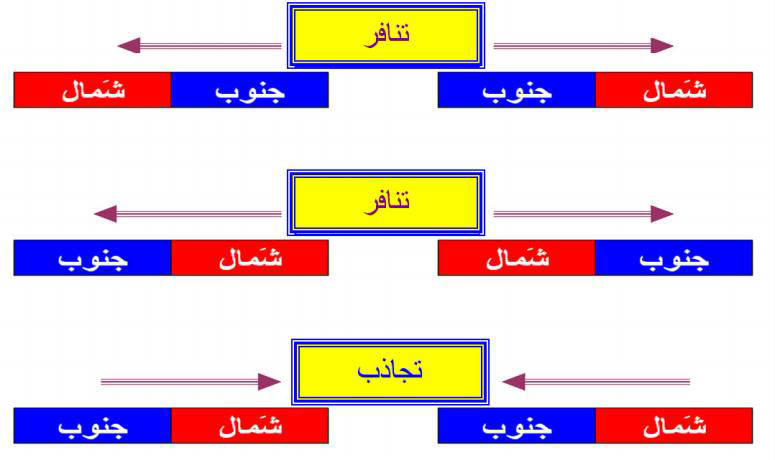 تنافر
شَمال جنوب جنوب شَمال
تنافر
جنوب شَمال شَمال جنوب
تجاذب
شَمال جنوب شَمال جنوب